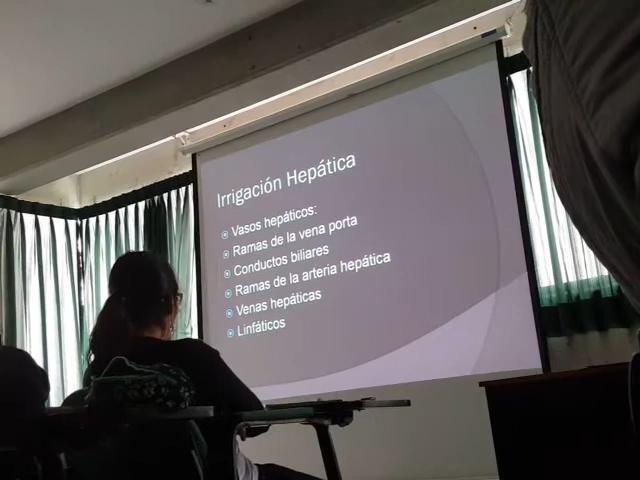 Irrigación Hepática
Vasos hepáticos:
Ramas de la vena porta
Conductos biliares
Ramas de la arteria hepática
Venas hepáticas
Linfáticos